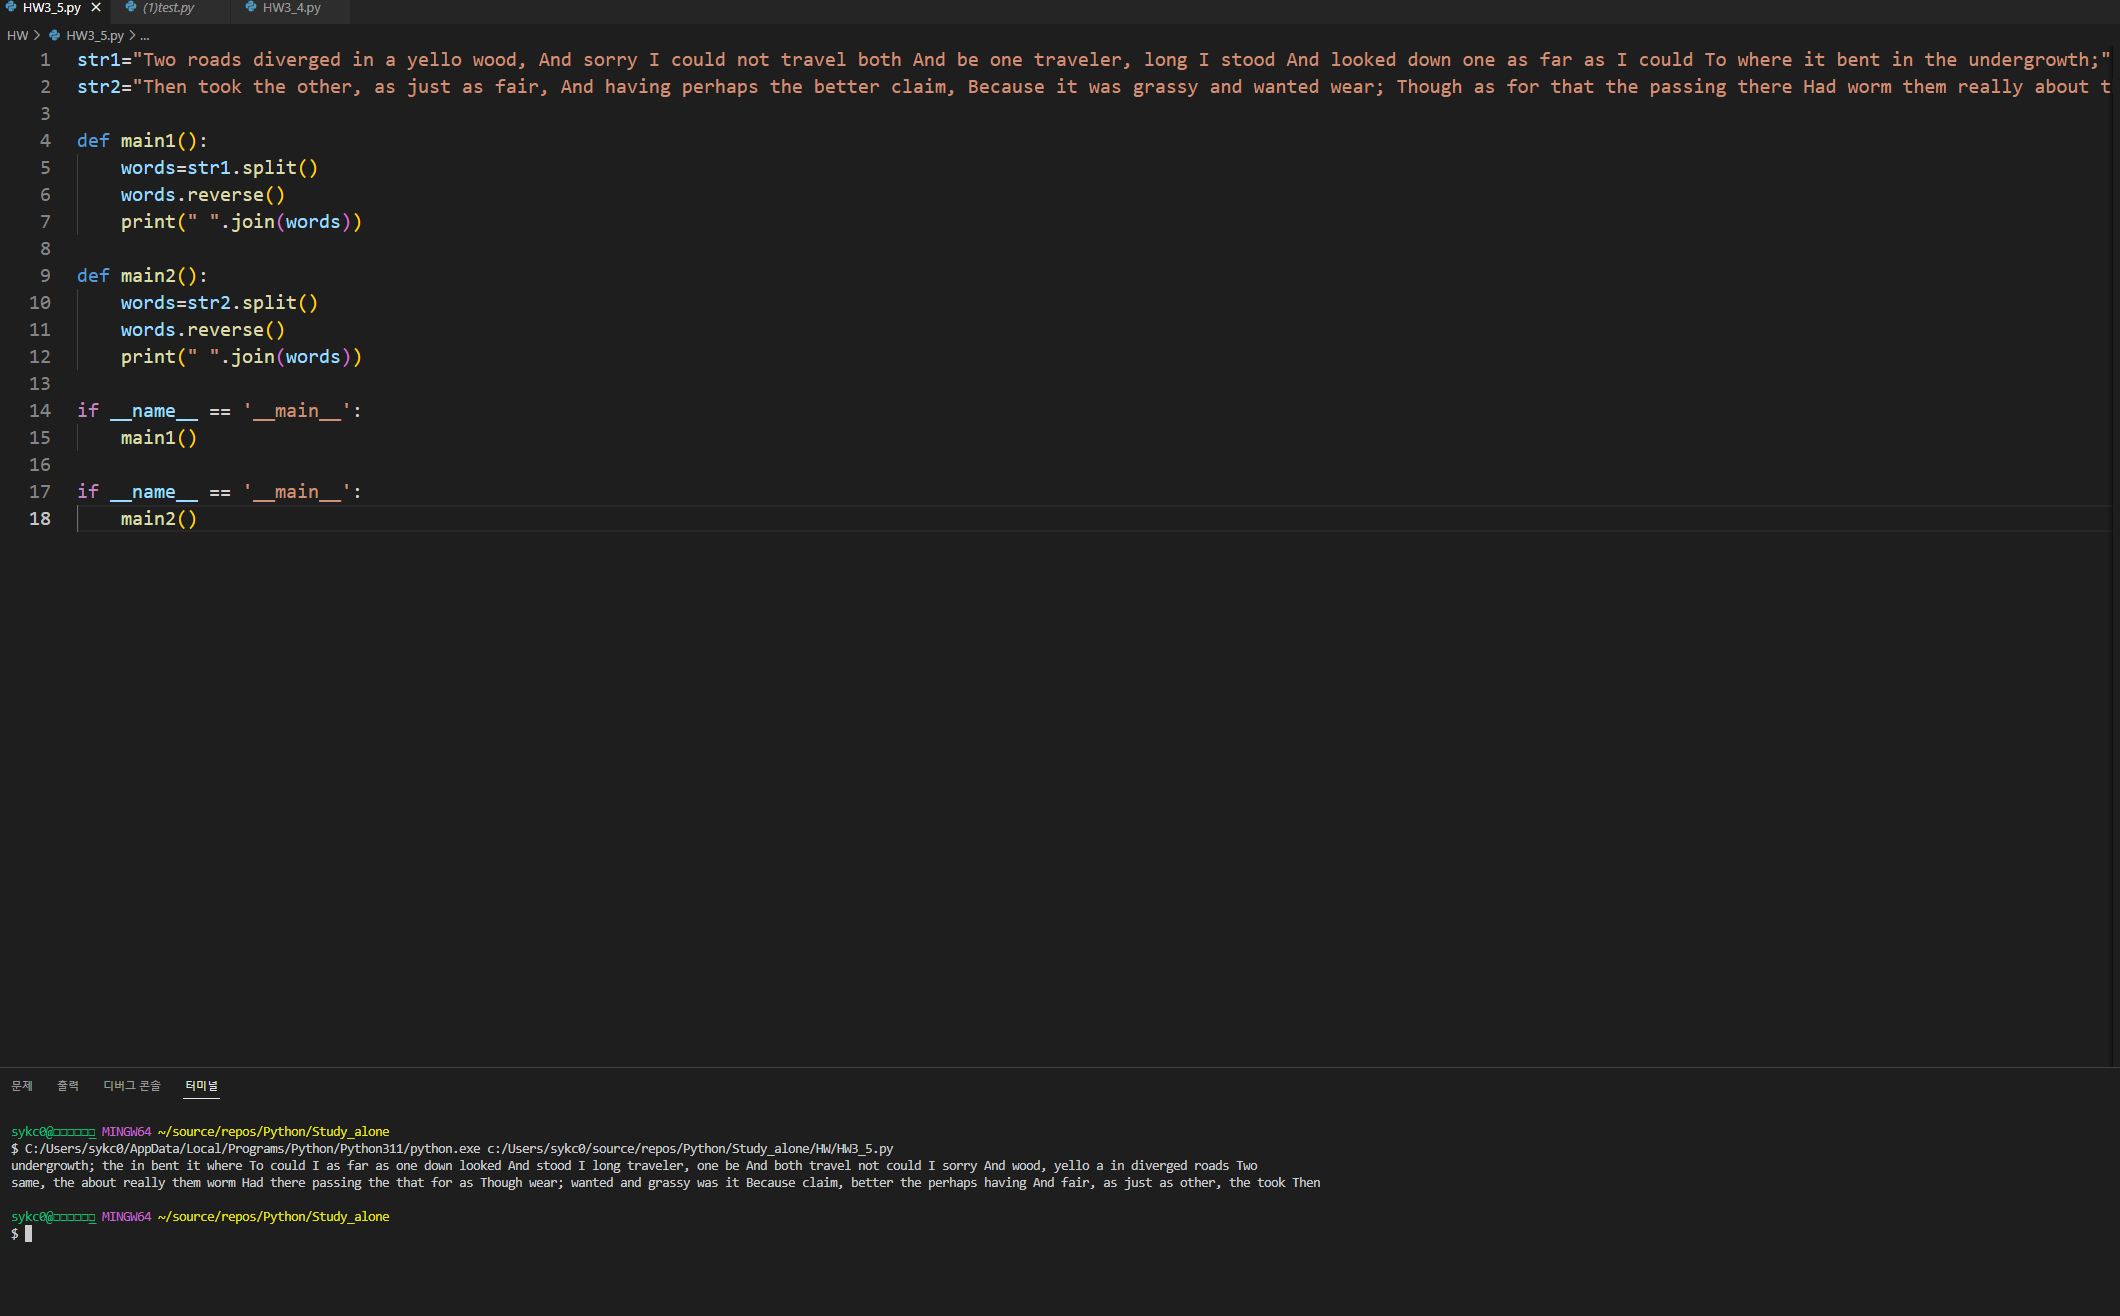 HW3_5.py (1)test.py HW3_4.py
HW > HW3_5.py > ...
1 str1="Two roads diverged in a yello wood, And sorry I could not travel both And be one traveler, long I stood And looked down one as far as I could To where it bent in the undergrowth;"
2 str2="Then took the other, as just as fair, And having perhaps the better claim, Because it was grassy and wanted wear; Though as for that the passing there Had worm them really about t
3
4 def main1():
5     words=str1.split()
6     words.reverse()
7     print(" ".join(words))
8
9 def main2():
10     words=str2.split()
11     words.reverse()
12     print(" ".join(words))
13
14 if __name__ == '__main__':
15     main1()
16
17 if __name__ == '__main__':
18     main2()
문제 출력 디버그 콘솔 터미널
sykc0@□□□□□□ MINGW64 ~/source/repos/Python/Study_alone
$ C:/Users/sykc0/AppData/Local/Programs/Python/Python311/python.exe c:/Users/sykc0/source/repos/Python/Study_alone/HW/HW3_5.py
undergrowth; the in bent it where To could I as far as one down looked And stood I long traveler, one be And both travel not could I sorry And wood, yello a in diverged roads Two
same, the about really them worm Had there passing the that for as Though wear; wanted and grassy was it Because claim, better the perhaps having And fair, as just as other, the took Then
sykc0@□□□□□□ MINGW64 ~/source/repos/Python/Study_alone
$